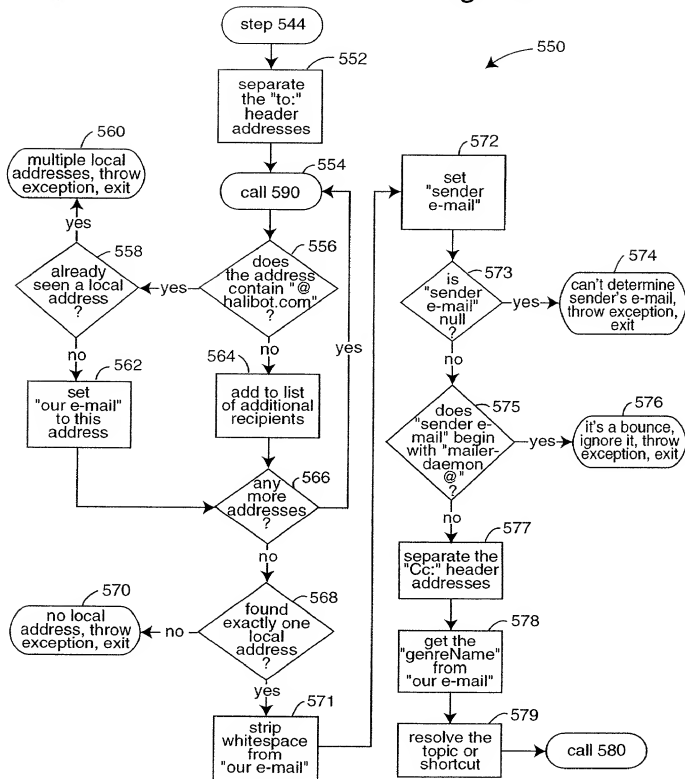 step 544
550
552
separate
the "to:"
header
addresses
554
call 590
556
does
the address
contain "@
halibot.com"
?
yes
no
558
already
seen a local
address
?
yes
no
560
multiple local
addresses, throw
exception, exit
562
set
"our e-mail"
to this
address
564
add to list
of additional
recipients
566
any
more
addresses
?
yes
no
568
found
exactly one
local
address
?
no
yes
570
no local
address, throw
exception, exit
571
strip
whitespace
from
"our e-mail"
572
set
"sender
e-mail"
573
is
"sender
e-mail"
null
?
yes
no
574
can't determine
sender's e-mail,
throw exception,
exit
575
does
"sender e-
mail" begin
with "mailer-
daemon
@"
?
yes
no
576
it's a bounce,
ignore it, throw
exception, exit
577
separate the
"Cc:" header
addresses
578
get the
"genreName"
from
"our e-mail"
579
resolve the
topic or
shortcut
call 580